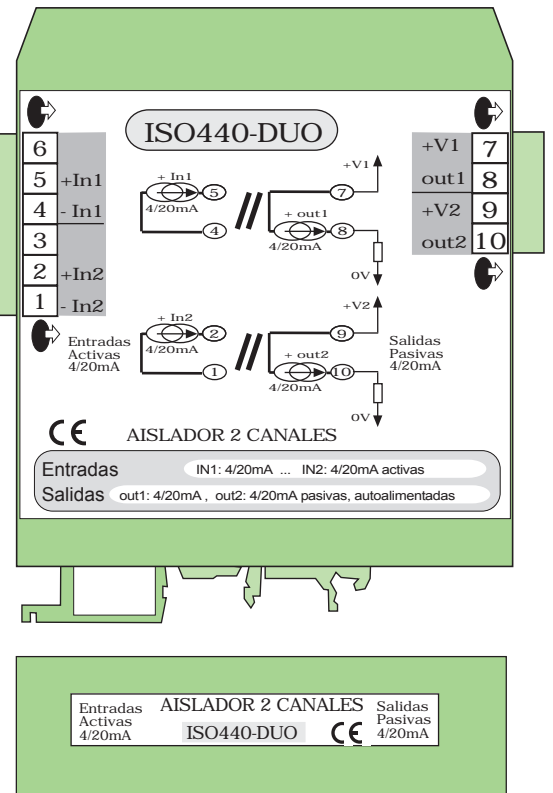 ISO440-DUO
6
5 +In1
4 - In1
3
2 +In2
1 - In2
+V1 7
out1 8
+V2 9
out2 10
+ In1
5
4/20mA
4
+V1
7
+ out1
8
4/20mA
0V
+ In2
2
4/20mA
1
+V2
9
+ out2
10
4/20mA
0V
Entradas
Activas
4/20mA
Salidas
Pasivas
4/20mA
CE AISLADOR 2 CANALES
Entradas IN1: 4/20mA ... IN2: 4/20mA activas
Salidas out1: 4/20mA , out2: 4/20mA pasivas, autoalimentadas
Entradas
Activas
4/20mA
AISLADOR 2 CANALES
ISO440-DUO CE
Salidas
Pasivas
4/20mA